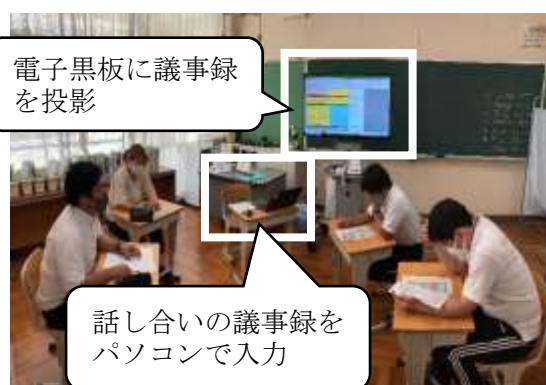 電子黒板に議事録
を投影
話し合いの議事録を
パソコンで入力